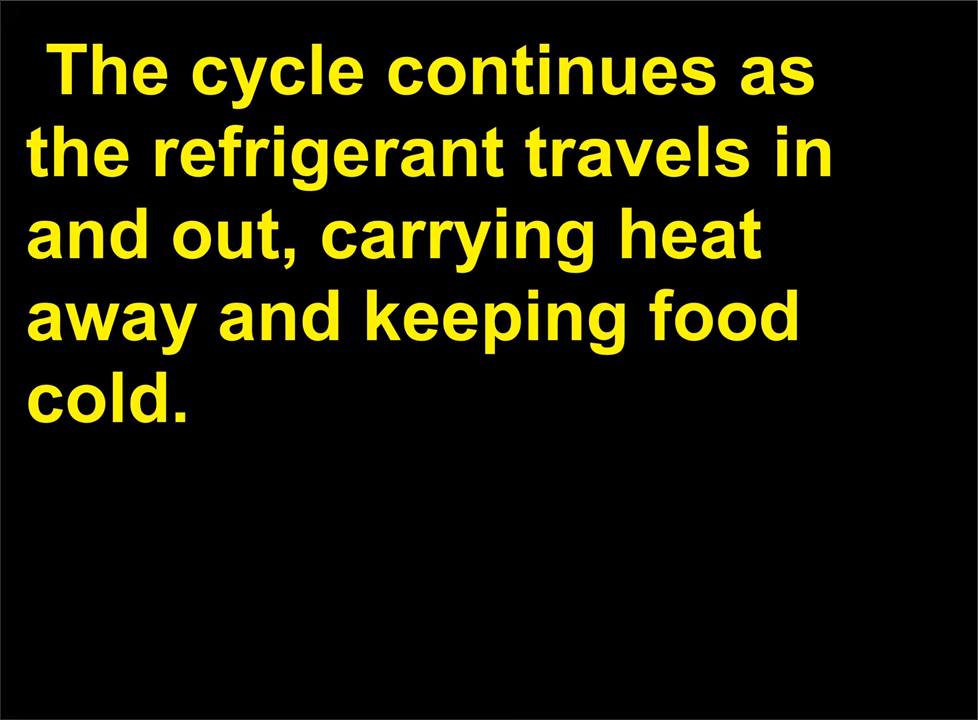 The cycle continues as
the refrigerant travels in
and out, carrying heat
away and keeping food
cold.